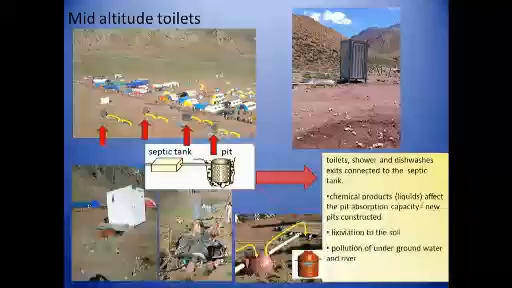 Mid altitude toilets
septic tank
pit
toilets, shower and dishwashes
exits connected to the septic
tank.
•chemical products (liquids) affect
the pit absorption capacity= new
pits constructed
• lixiviation to the soil
• pollution of under ground water
and river